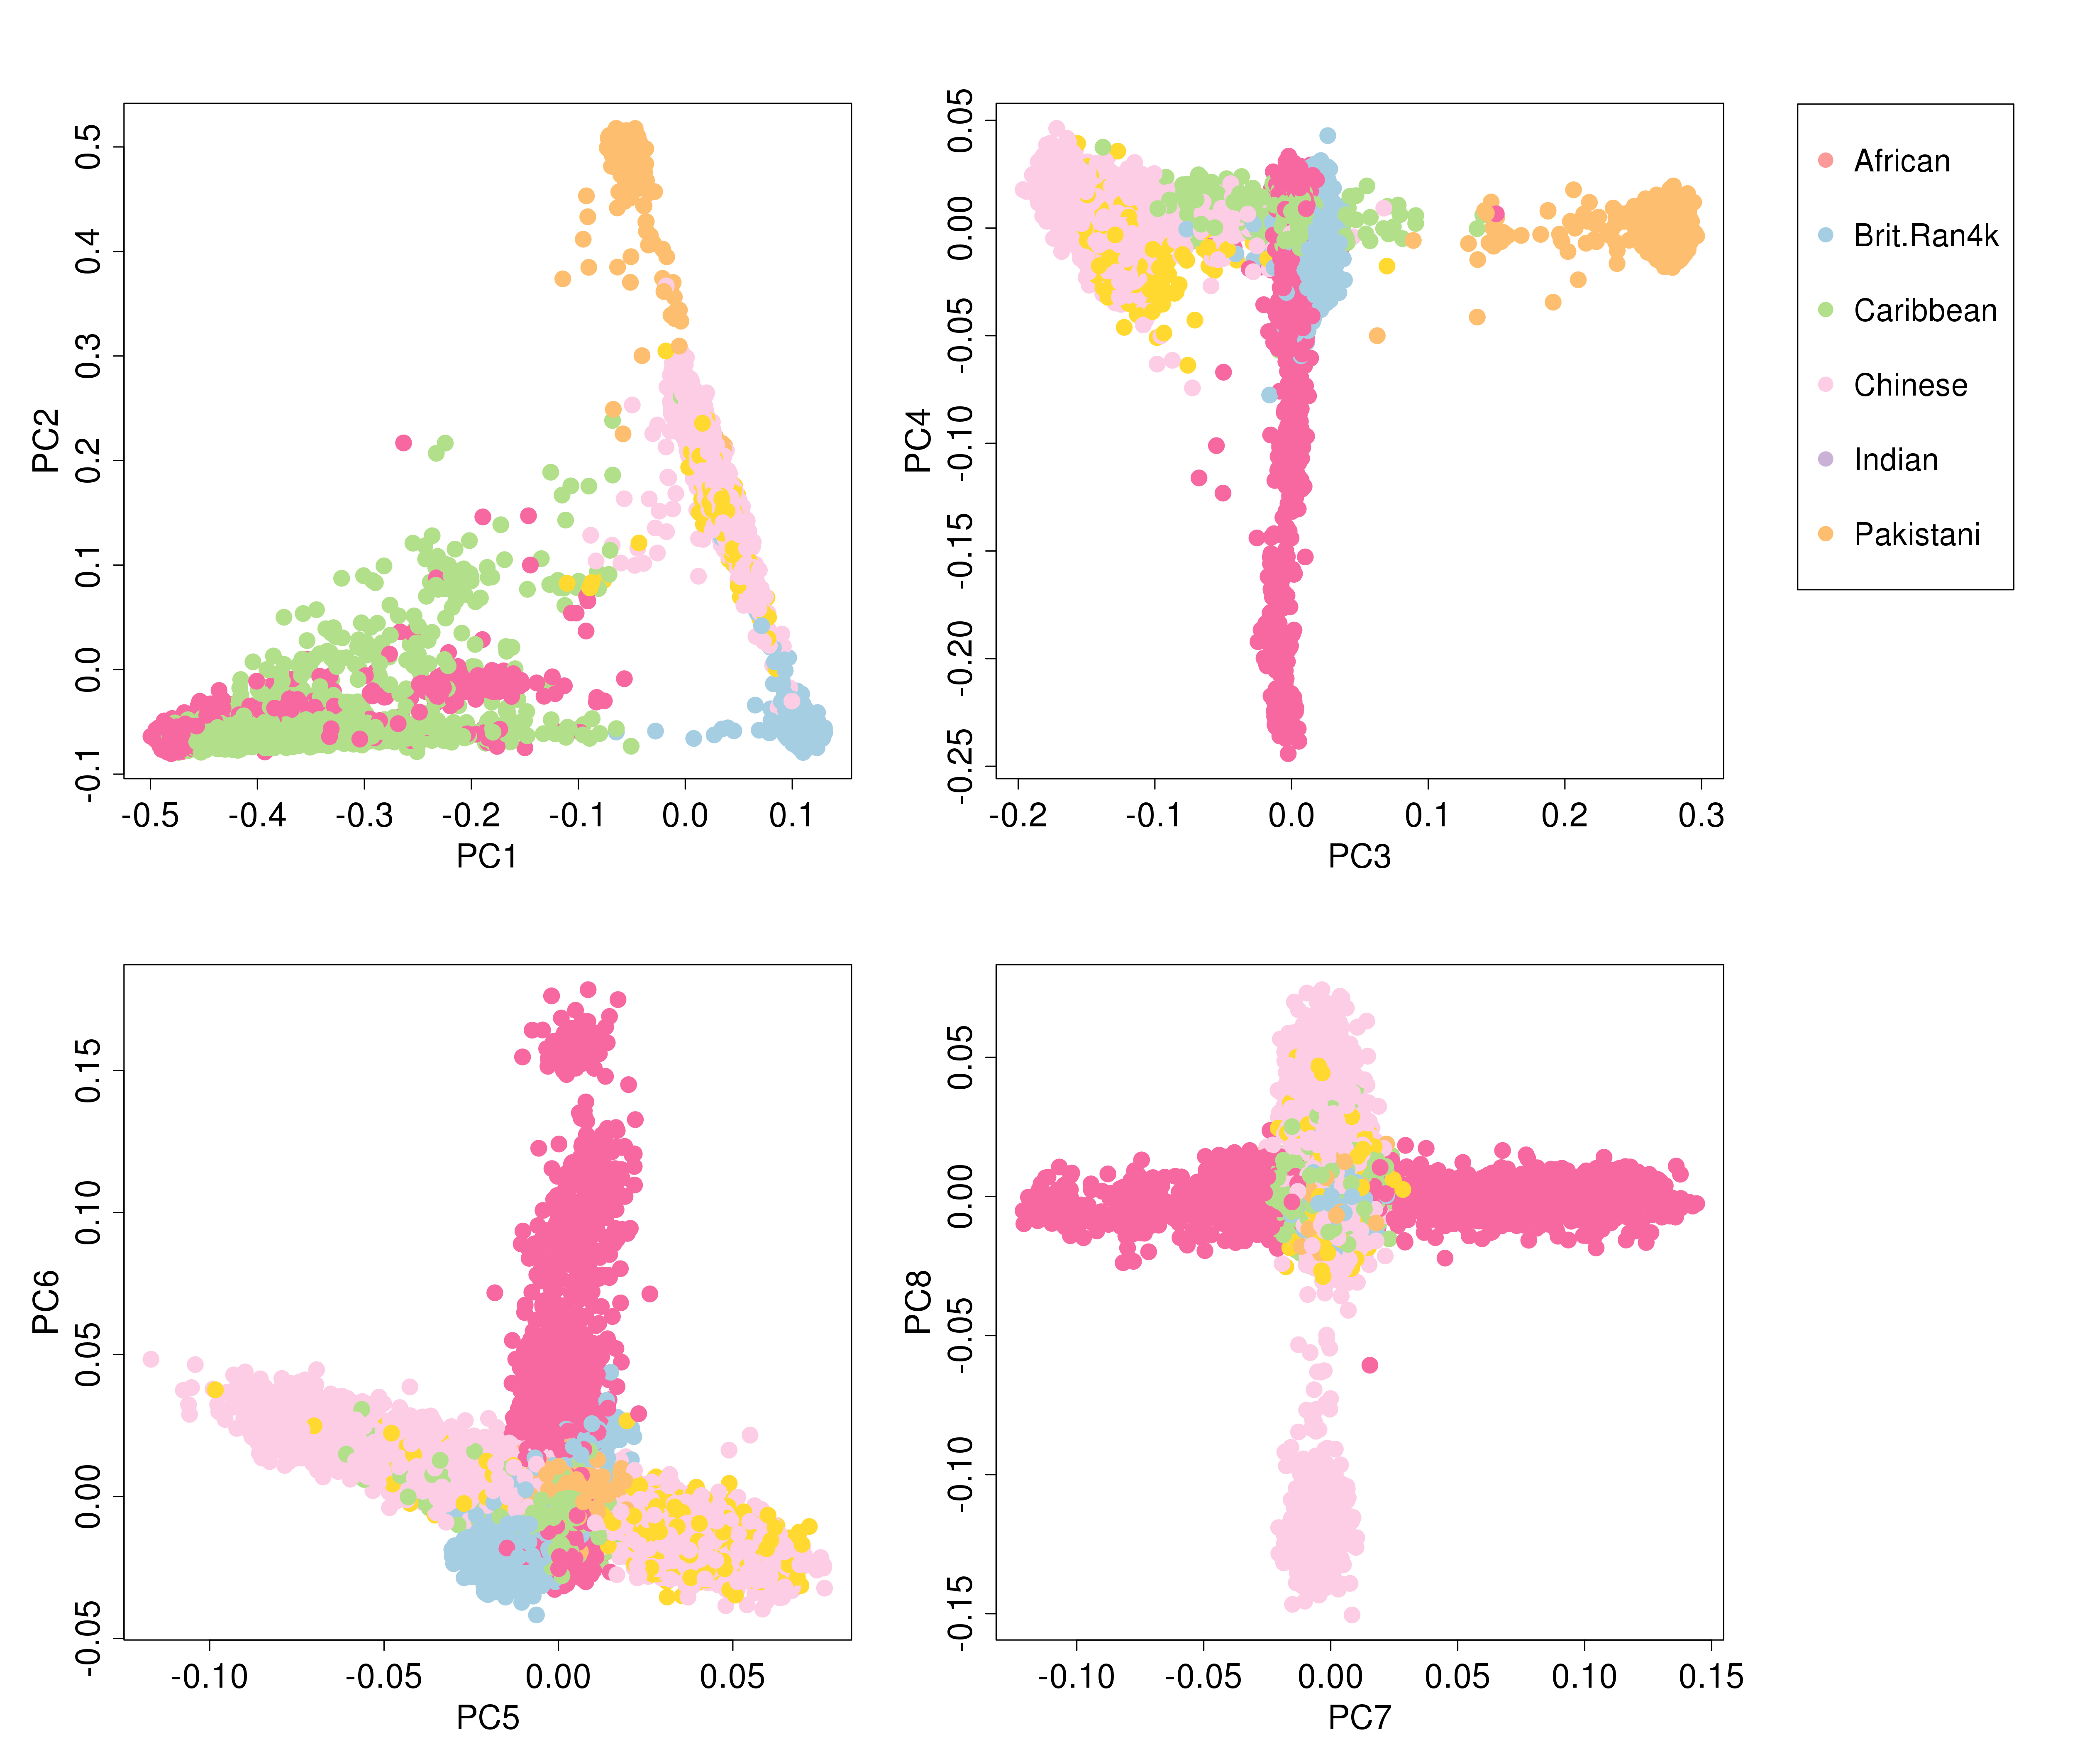 0.5
0.4
0.3
0.2
0.1
0.0
-0.1
PC2
-0.5 -0.4 -0.3 -0.2 -0.1 0.0 0.1
PC1
0.05
0.00
-0.05
-0.10
-0.15
-0.20
-0.25
PC4
-0.2 -0.1 0.0 0.1 0.2 0.3
PC3
African
Brit.Ran4k
Caribbean
Chinese
Indian
Pakistani
0.15
0.10
0.05
0.00
-0.05
PC6
-0.10 -0.05 0.00 0.05
PC5
0.05
0.00
-0.05
-0.10
-0.15
PC8
-0.10 -0.05 0.00 0.05 0.10 0.15
PC7